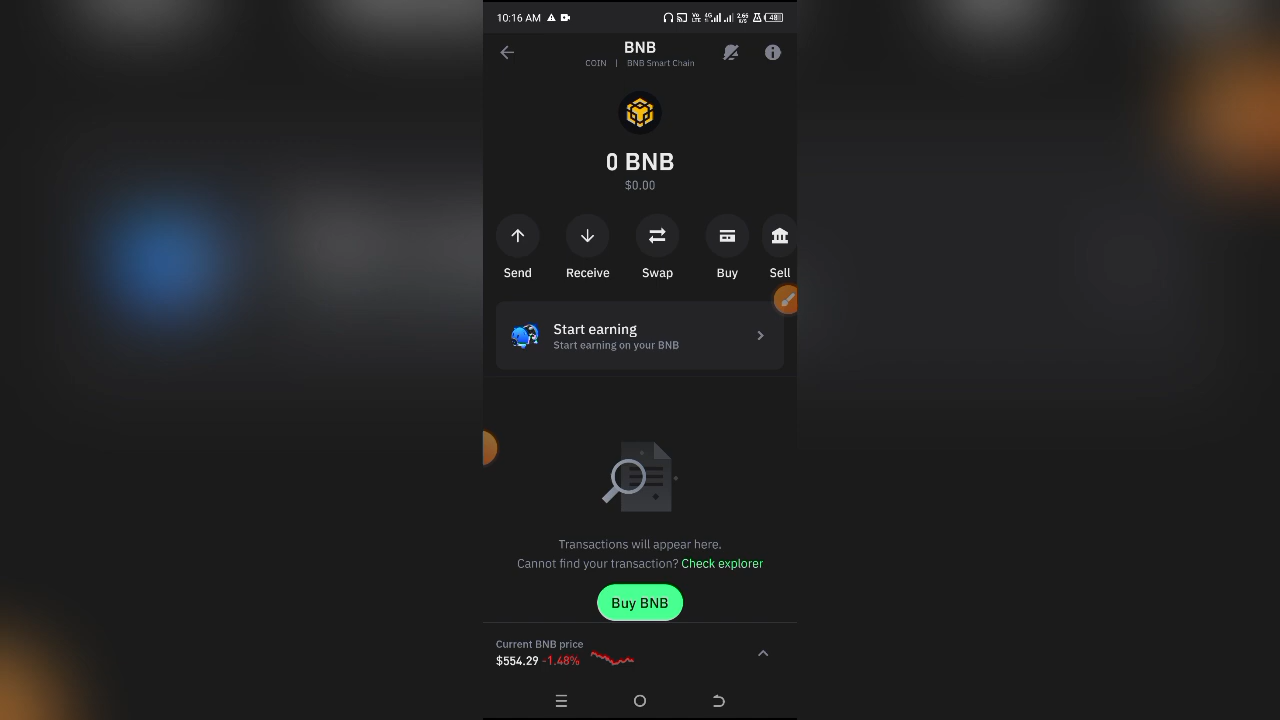 10:16 AM
BNB
COIN | BNB Smart Chain
0 BNB
$0.00
Send
Receive
Swap
Buy
Sell
Start earning
Start earning on your BNB
Transactions will appear here.
Cannot find your transaction? Check explorer
Buy BNB
Current BNB price
$554.29 -1.48%